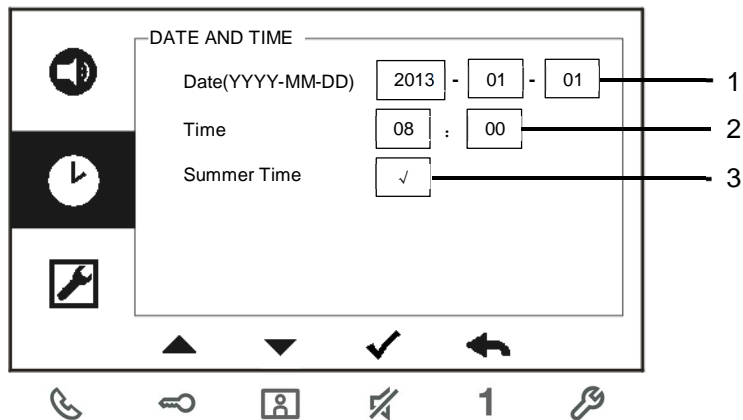 DATE AND TIME
Date(YYYY-MM-DD) 2013 - 01 - 01 1
Time 08 : 00 2
Summer Time √ 3
1